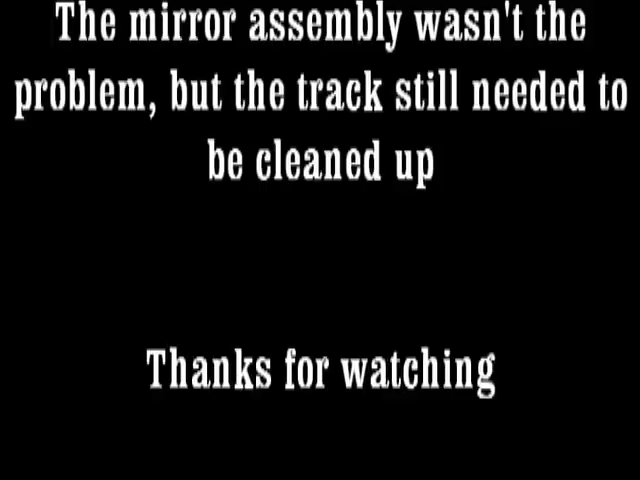 The mirror assembly wasn't the
problem, but the track still needed to
be cleaned up
Thanks for watching